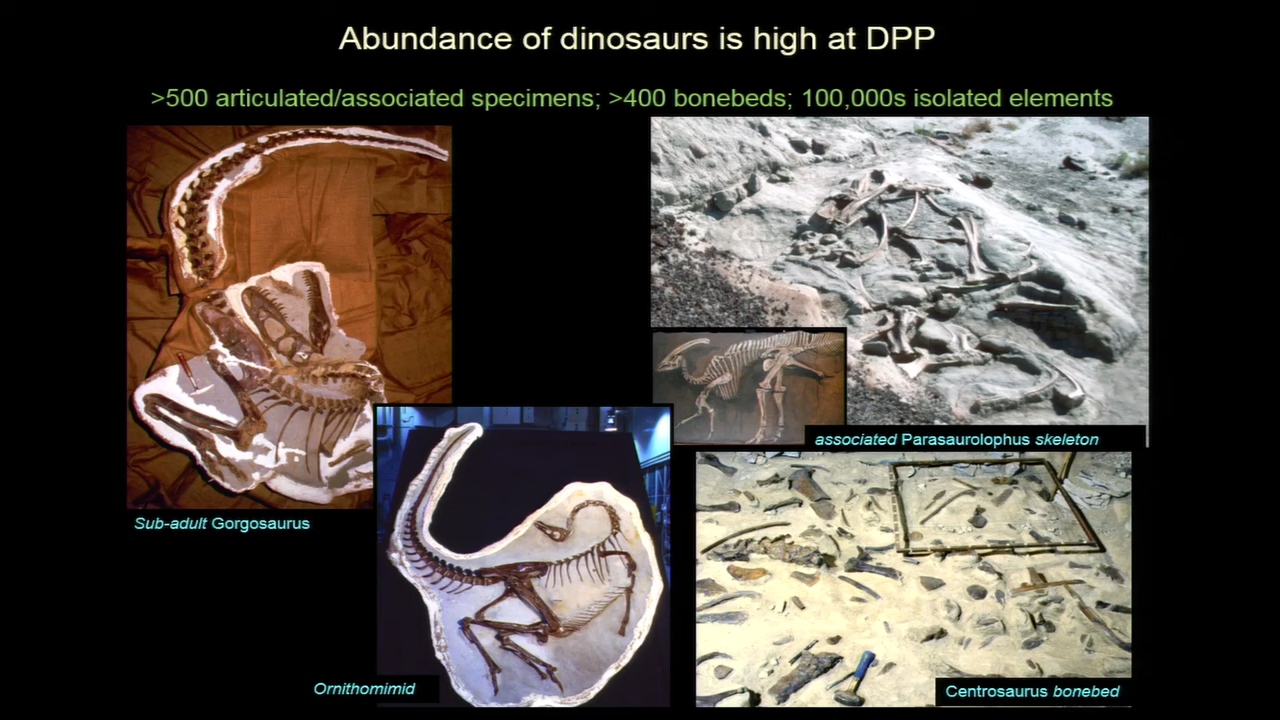 Abundance of dinosaurs is high at DPP
>500 articulated/associated specimens; >400 bonebeds; 100,000s isolated elements
associated Parasaurolophus skeleton
Sub-adult Gorgosaurus
Ornithomimid
Centrosaurus bonebed